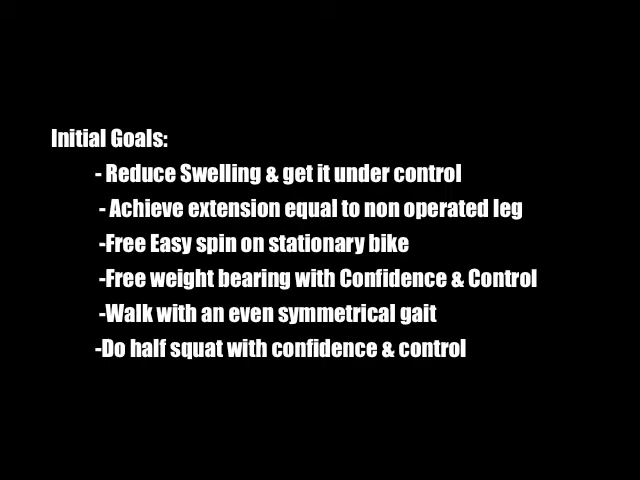 Initial Goals:
- Reduce Swelling & get it under control
- Achieve extension equal to non operated leg
-Free Easy spin on stationary bike
-Free weight bearing with Confidence & Control
-Walk with an even symmetrical gait
-Do half squat with confidence & control